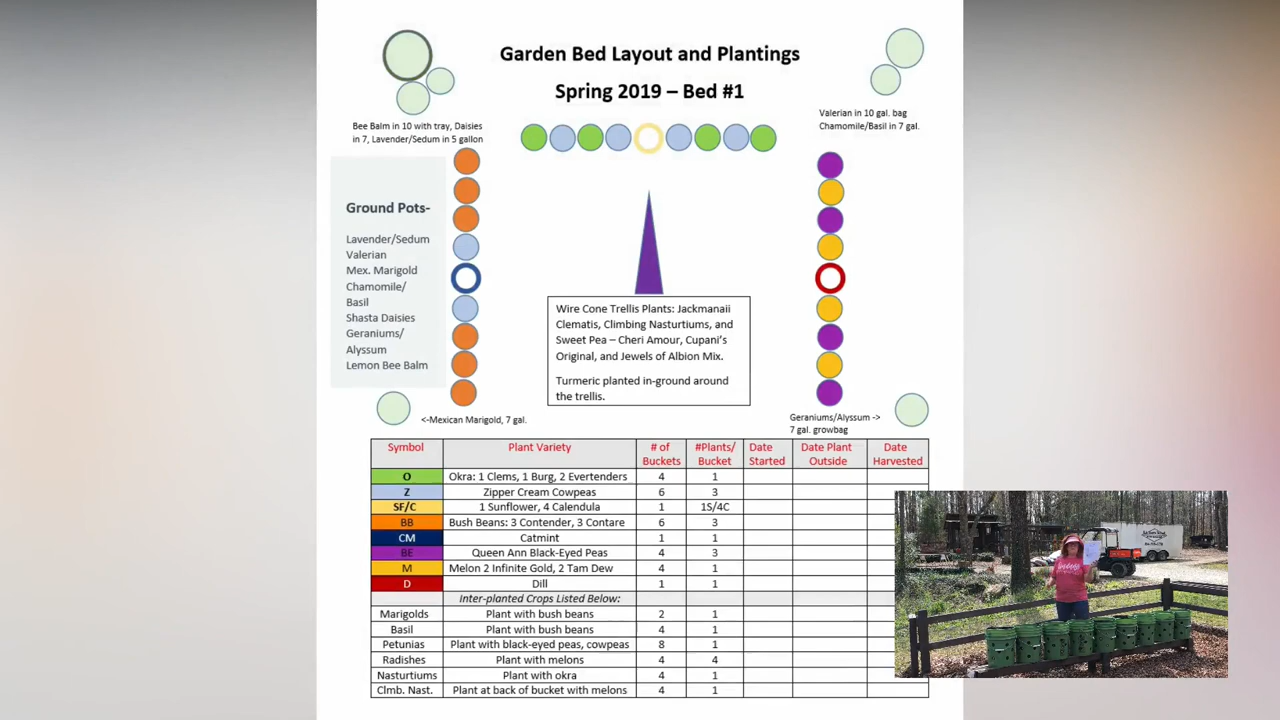 Garden Bed Layout and Plantings
Spring 2019 – Bed #1
Bee Balm in 10 with tray, Daisies
in 7, Lavender/Sedum in 5 gallon
Valerian in 10 gal. bag
Chamomile/Basil in 7 gal.
Ground Pots-
Lavender/Sedum
Valerian
Mex. Marigold
Chamomile/
Basil
Shasta Daisies
Geraniums/
Alyssum
Lemon Bee Balm
Wire Cone Trellis Plants: Jackmanaii
Clematis, Climbing Nasturtiums, and
Sweet Pea – Cheri Amour, Cupani's
Original, and Jewels of Albion Mix.
Turmeric planted in-ground around
the trellis.
<-Mexican Marigold, 7 gal.
Geraniums/Alyssum ->
7 gal. growbag
Symbol Plant Variety # of Buckets #Plants/ Bucket Date Started Date Plant Outside Date Harvested
O Okra: 1 Clems, 1 Burg, 2 Evertenders 4 1
Z Zipper Cream Cowpeas 6 3
SF/C 1 Sunflower, 4 Calendula 1 1S/4C
BB Bush Beans: 3 Contender, 3 Contare 6 3
CM Catmint 1 1
BE Queen Ann Black-Eyed Peas 4 3
M Melon 2 Infinite Gold, 2 Tam Dew 4 1
D Dill 1 1
Inter-planted Crops Listed Below:
Marigolds Plant with bush beans 2 1
Basil Plant with bush beans 4 1
Petunias Plant with black-eyed peas, cowpeas 8 1
Radishes Plant with melons 4 4
Nasturtiums Plant with okra 4 1
Clmb. Nast. Plant at back of bucket with melons 4 1